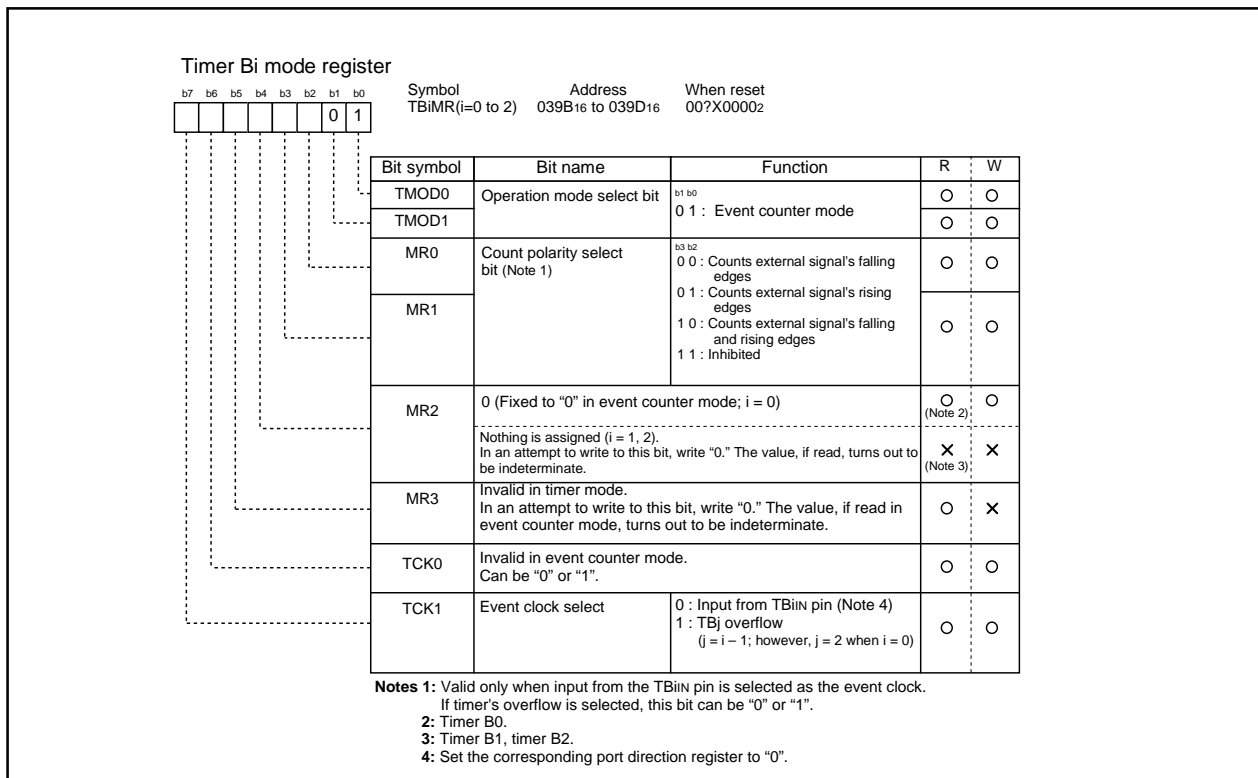 Timer Bi mode register
Symbol Address When reset
b7 b6 b5 b4 b3 b2 b1 b0
TBiMR(i=0 to 2) 039B16 to 039D16 00?X00002
0 1
Bit symbol Bit name Function R W
TMOD0 Operation mode select bit b1 b0
0 1 : Event counter mode
TMOD1
MR0 Count polarity select
bit (Note 1)
b3 b2
0 0 : Counts external signal's falling
edges
0 1 : Counts external signal's rising
edges
MR1
1 0 : Counts external signal's falling
and rising edges
1 1 : Inhibited
MR2 0 (Fixed to “0” in event counter mode; i = 0)
(Note 2)
Nothing is assigned (i = 1, 2).
In an attempt to write to this bit, write “0.” The value, if read, turns out to
be indeterminate.
(Note 3)
MR3 Invalid in timer mode.
In an attempt to write to this bit, write “0.” The value, if read in
event counter mode, turns out to be indeterminate.
TCK0 Invalid in event counter mode.
Can be “0” or “1”.
TCK1 Event clock select 0 : Input from TBiIN pin (Note 4)
1 : TBj overflow
(j = i – 1; however, j = 2 when i = 0)
Notes 1: Valid only when input from the TBiIN pin is selected as the event clock.
If timer's overflow is selected, this bit can be “0” or “1”.
2: Timer B0.
3: Timer B1, timer B2.
4: Set the corresponding port direction register to “0”.